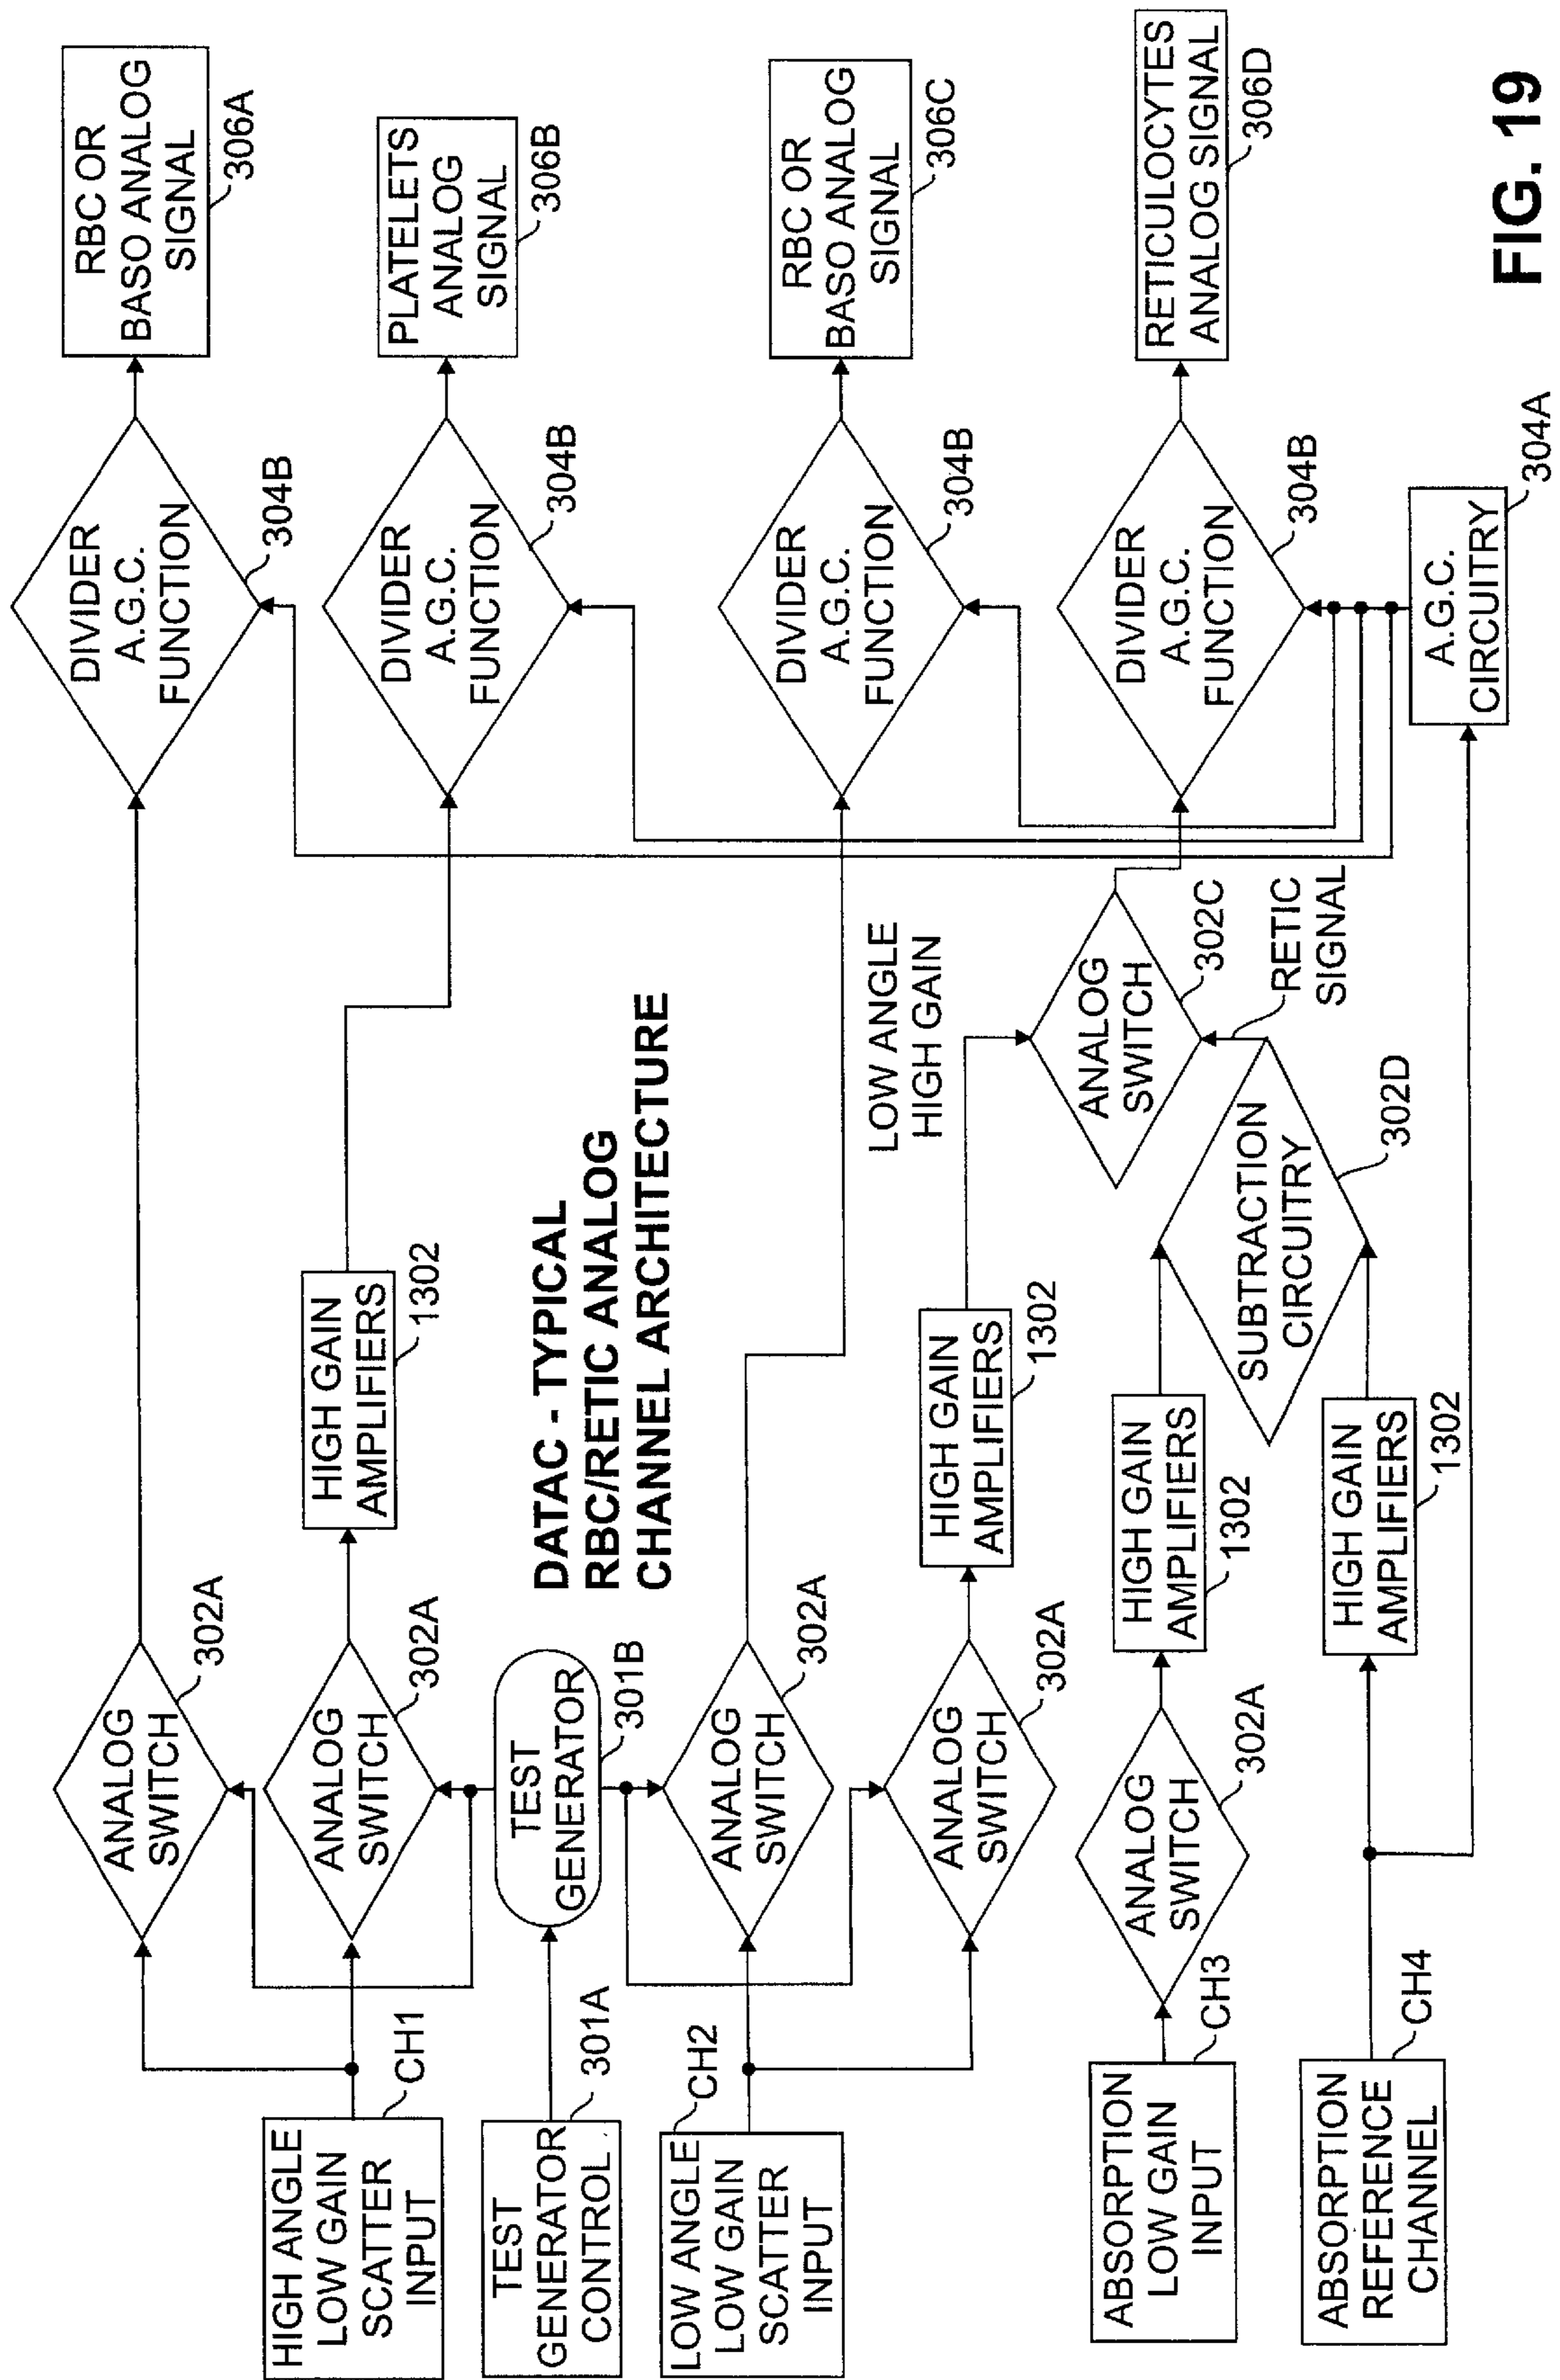 HIGH ANGLE
LOW GAIN
SCATTER
INPUT
CH1
TEST
GENERATOR
CONTROL
301A
LOW ANGLE
LOW GAIN
SCATTER
INPUT
CH2
ABSORPTION
LOW GAIN
INPUT
CH3
ABSORPTION
REFERENCE
CHANNEL
CH4
ANALOG
SWITCH
302A
ANALOG
SWITCH
302A
TEST
GENERATOR
301B
ANALOG
SWITCH
302A
ANALOG
SWITCH
302A
ANALOG
SWITCH
302A
HIGH GAIN
AMPLIFIERS
1302
DATAC - TYPICAL
RBC/RETIC ANALOG
CHANNEL ARCHITECTURE
HIGH GAIN
AMPLIFIERS
1302
HIGH GAIN
AMPLIFIERS
1302
HIGH GAIN
AMPLIFIERS
1302
LOW ANGLE
HIGH GAIN
ANALOG
SWITCH
302C
RETIC
SIGNAL
SUBTRACTION
CIRCUITRY
302D
DIVIDER
A.G.C.
FUNCTION
304B
DIVIDER
A.G.C.
FUNCTION
304B
DIVIDER
A.G.C.
FUNCTION
304B
DIVIDER
A.G.C.
FUNCTION
304B
A.G.C.
CIRCUITRY
304A
RBC OR
BASO ANALOG
SIGNAL
306A
PLATELETS
ANALOG
SIGNAL
306B
RBC OR
BASO ANALOG
SIGNAL
306C
RETICULOCYTES
ANALOG SIGNAL
306D
FIG. 19